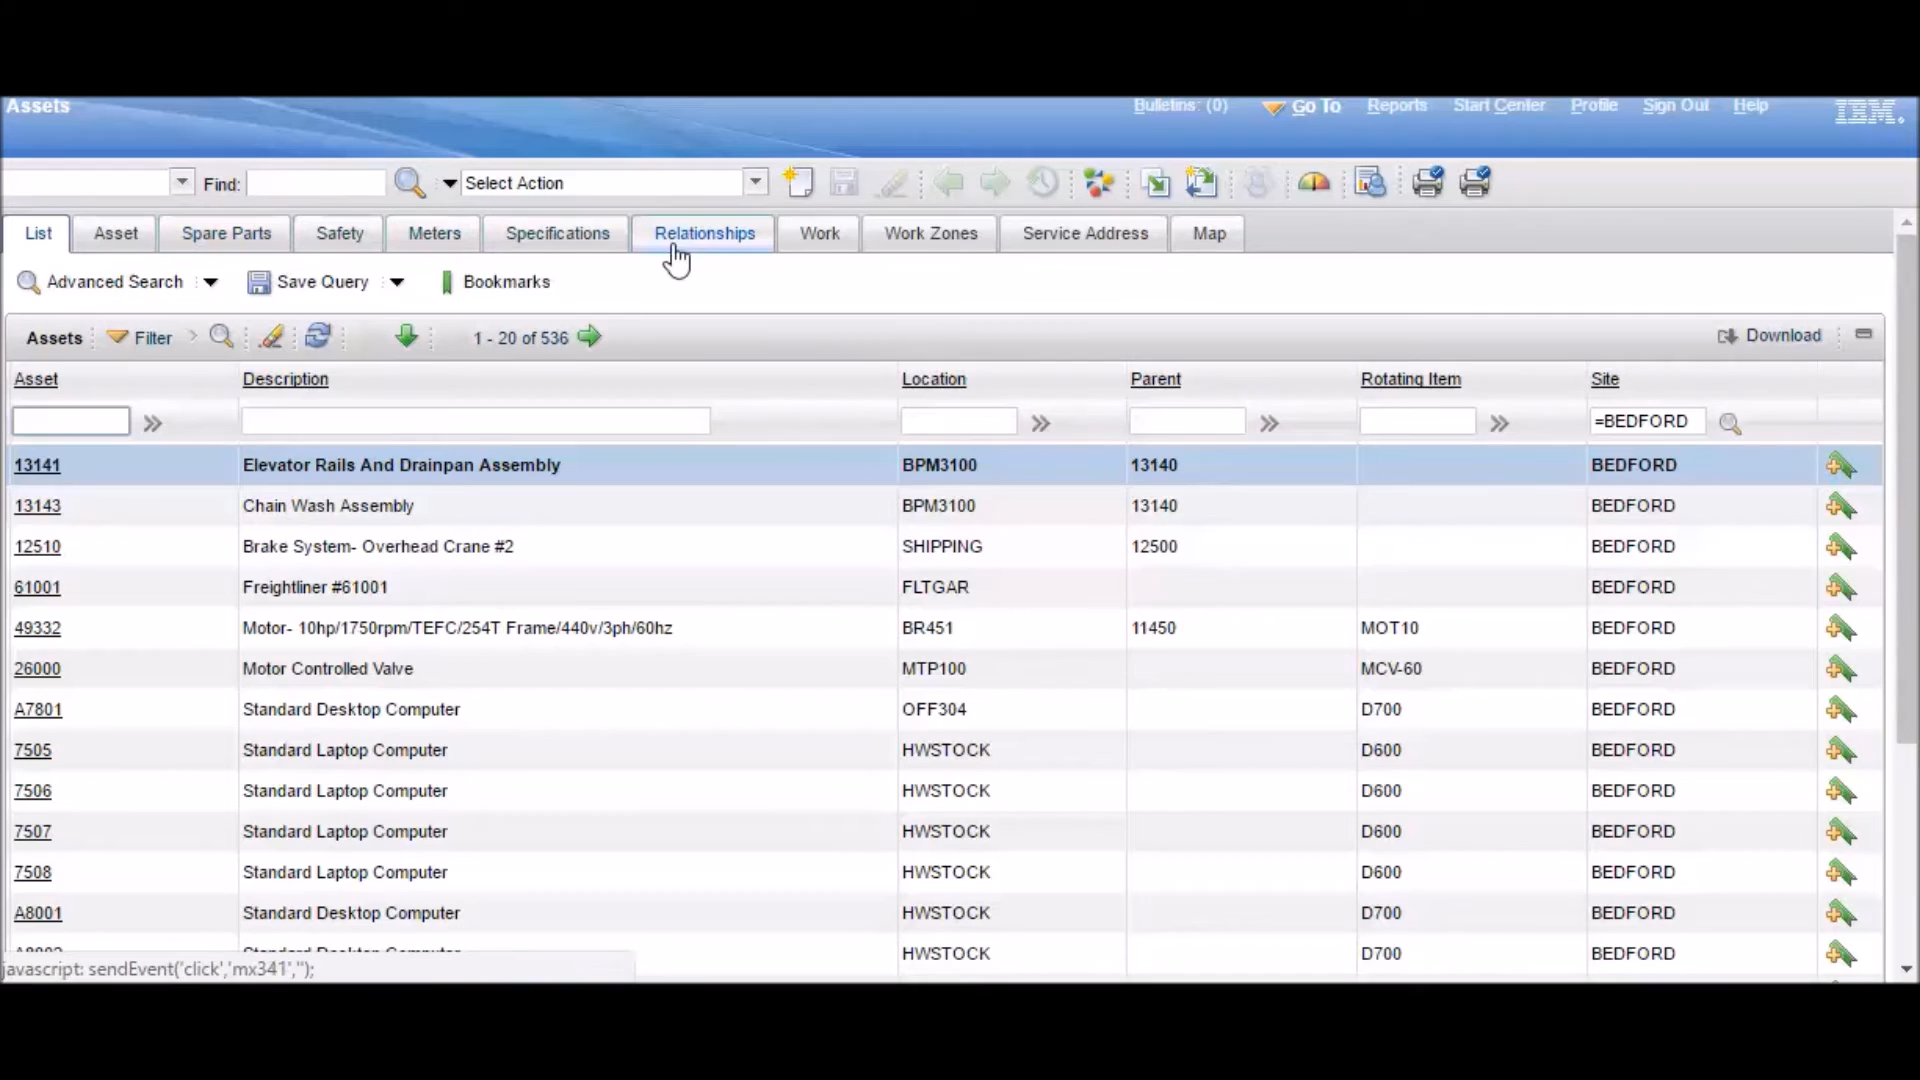 Assets Bulletins: (0) Go To Reports Start Center Profile Sign Out Help IBM.
Find: Select Action
List Asset Spare Parts Safety Meters Specifications Relationships Work Work Zones Service Address Map
Advanced Search Save Query Bookmarks
Assets Filter 1 - 20 of 536 Download
Asset Description Location Parent Rotating Item Site
=BEDFORD
13141 Elevator Rails And Drainpan Assembly BPM3100 13140 BEDFORD
13143 Chain Wash Assembly BPM3100 13140 BEDFORD
12510 Brake System- Overhead Crane #2 SHIPPING 12500 BEDFORD
61001 Freightliner #61001 FLTGAR BEDFORD
49332 Motor- 10hp/1750rpm/TEFC/254T Frame/440v/3ph/60hz BR451 11450 MOT10 BEDFORD
26000 Motor Controlled Valve MTP100 MCV-60 BEDFORD
A7801 Standard Desktop Computer OFF304 D700 BEDFORD
7505 Standard Laptop Computer HWSTOCK D600 BEDFORD
7506 Standard Laptop Computer HWSTOCK D600 BEDFORD
7507 Standard Laptop Computer HWSTOCK D600 BEDFORD
7508 Standard Laptop Computer HWSTOCK D600 BEDFORD
A8001 Standard Desktop Computer HWSTOCK D700 BEDFORD
Standard Desktop Computer HWSTOCK D700 BEDFORD
javascript: sendEvent('click','mx341','');